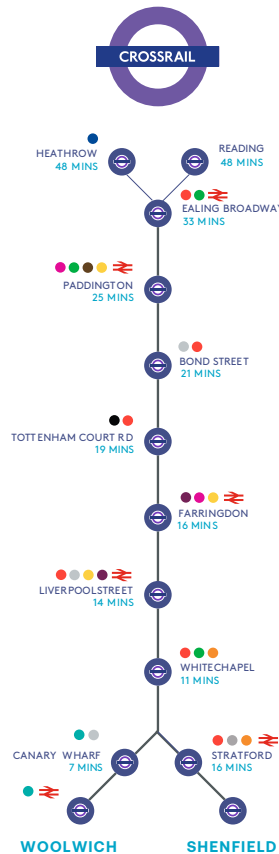 CROSSRAIL
HEATHROW
48 MINS
READING
48 MINS
EALING BROADWAY
33 MINS
PADDINGTON
25 MINS
BOND STREET
21 MINS
TOTTENHAM COURT RD
19 MINS
FARRINGDON
16 MINS
LIVERPOOLSTREET
14 MINS
WHITECHAPEL
11 MINS
CANARY WHARF
7 MINS
STRATFORD
16 MINS
WOOLWICH
SHENFIELD